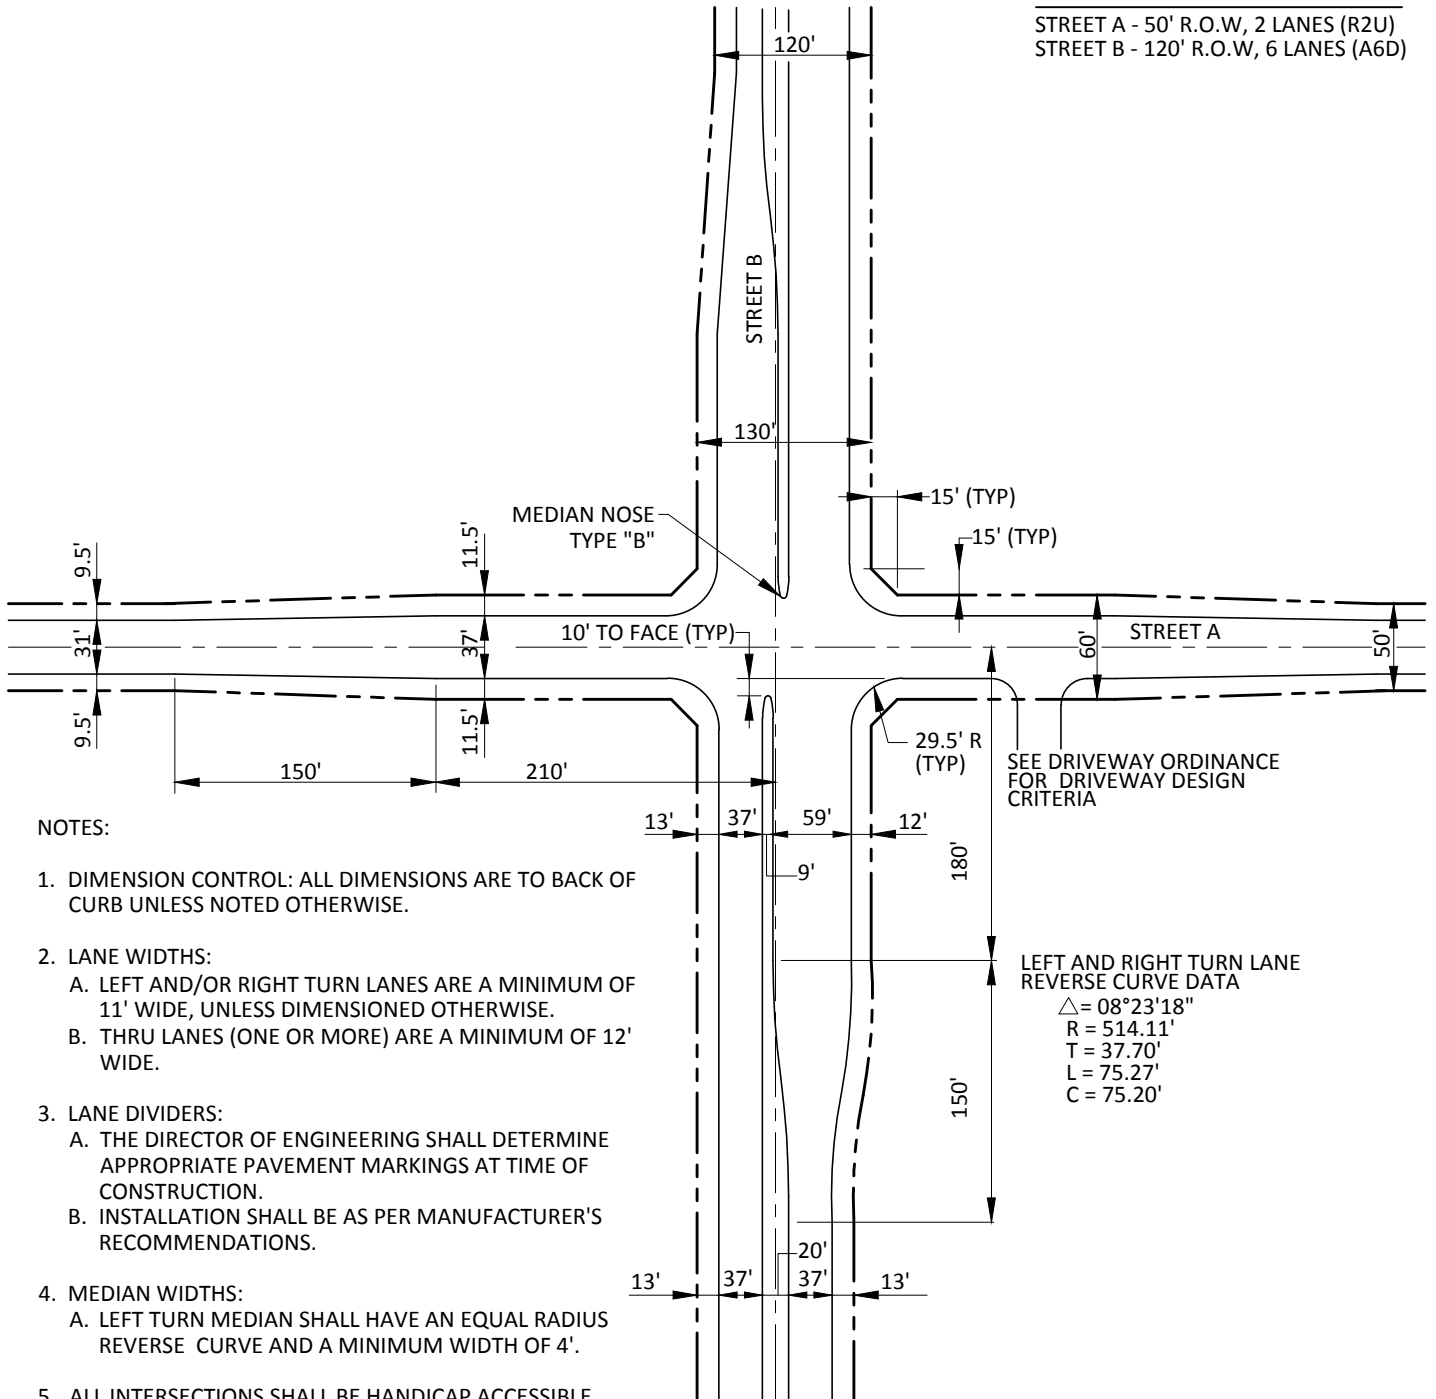 STREET A - 50' R.O.W, 2 LANES (R2U)
STREET B - 120' R.O.W, 6 LANES (A6D)
120'
STREET B
130'
15' (TYP)
MEDIAN NOSE
TYPE "B"
15' (TYP)
9.5'
11.5'
10' TO FACE (TYP)
STREET A
31'
37'
60'
50'
9.5'
11.5'
29.5' R
(TYP)
SEE DRIVEWAY ORDINANCE
FOR DRIVEWAY DESIGN
CRITERIA
150'
210'
13'
37'
59'
12'
9'
180'
NOTES:
1. DIMENSION CONTROL: ALL DIMENSIONS ARE TO BACK OF
CURB UNLESS NOTED OTHERWISE.
2. LANE WIDTHS:
A. LEFT AND/OR RIGHT TURN LANES ARE A MINIMUM OF
11' WIDE, UNLESS DIMENSIONED OTHERWISE.
B. THRU LANES (ONE OR MORE) ARE A MINIMUM OF 12'
WIDE.
3. LANE DIVIDERS:
A. THE DIRECTOR OF ENGINEERING SHALL DETERMINE
APPROPRIATE PAVEMENT MARKINGS AT TIME OF
CONSTRUCTION.
B. INSTALLATION SHALL BE AS PER MANUFACTURER'S
RECOMMENDATIONS.
4. MEDIAN WIDTHS:
A. LEFT TURN MEDIAN SHALL HAVE AN EQUAL RADIUS
REVERSE CURVE AND A MINIMUM WIDTH OF 4'.
5. ALL INTERSECTIONS SHALL BE HANDICAP ACCESSIBLE
LEFT AND RIGHT TURN LANE
REVERSE CURVE DATA
△= 08°23'18"
R = 514.11'
T = 37.70'
L = 75.27'
C = 75.20'
150'
20'
13'
37'
37'
13'